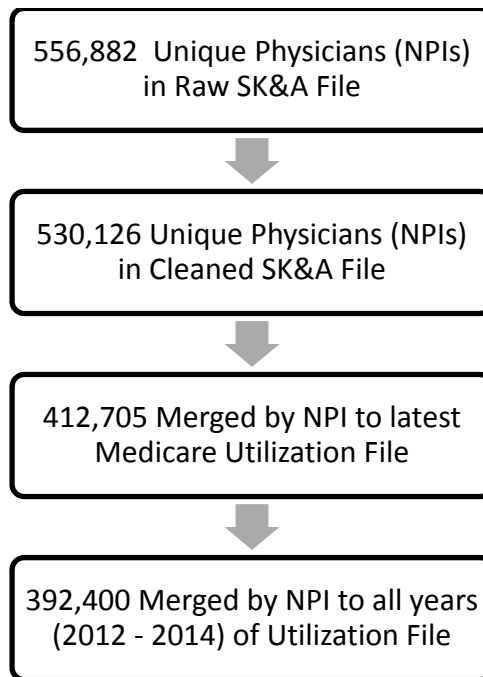 556,882 Unique Physicians (NPIs)
in Raw SK&A File
530,126 Unique Physicians (NPIs)
in Cleaned SK&A File
412,705 Merged by NPI to latest
Medicare Utilization File
392,400 Merged by NPI to all years
(2012 - 2014) of Utilization File